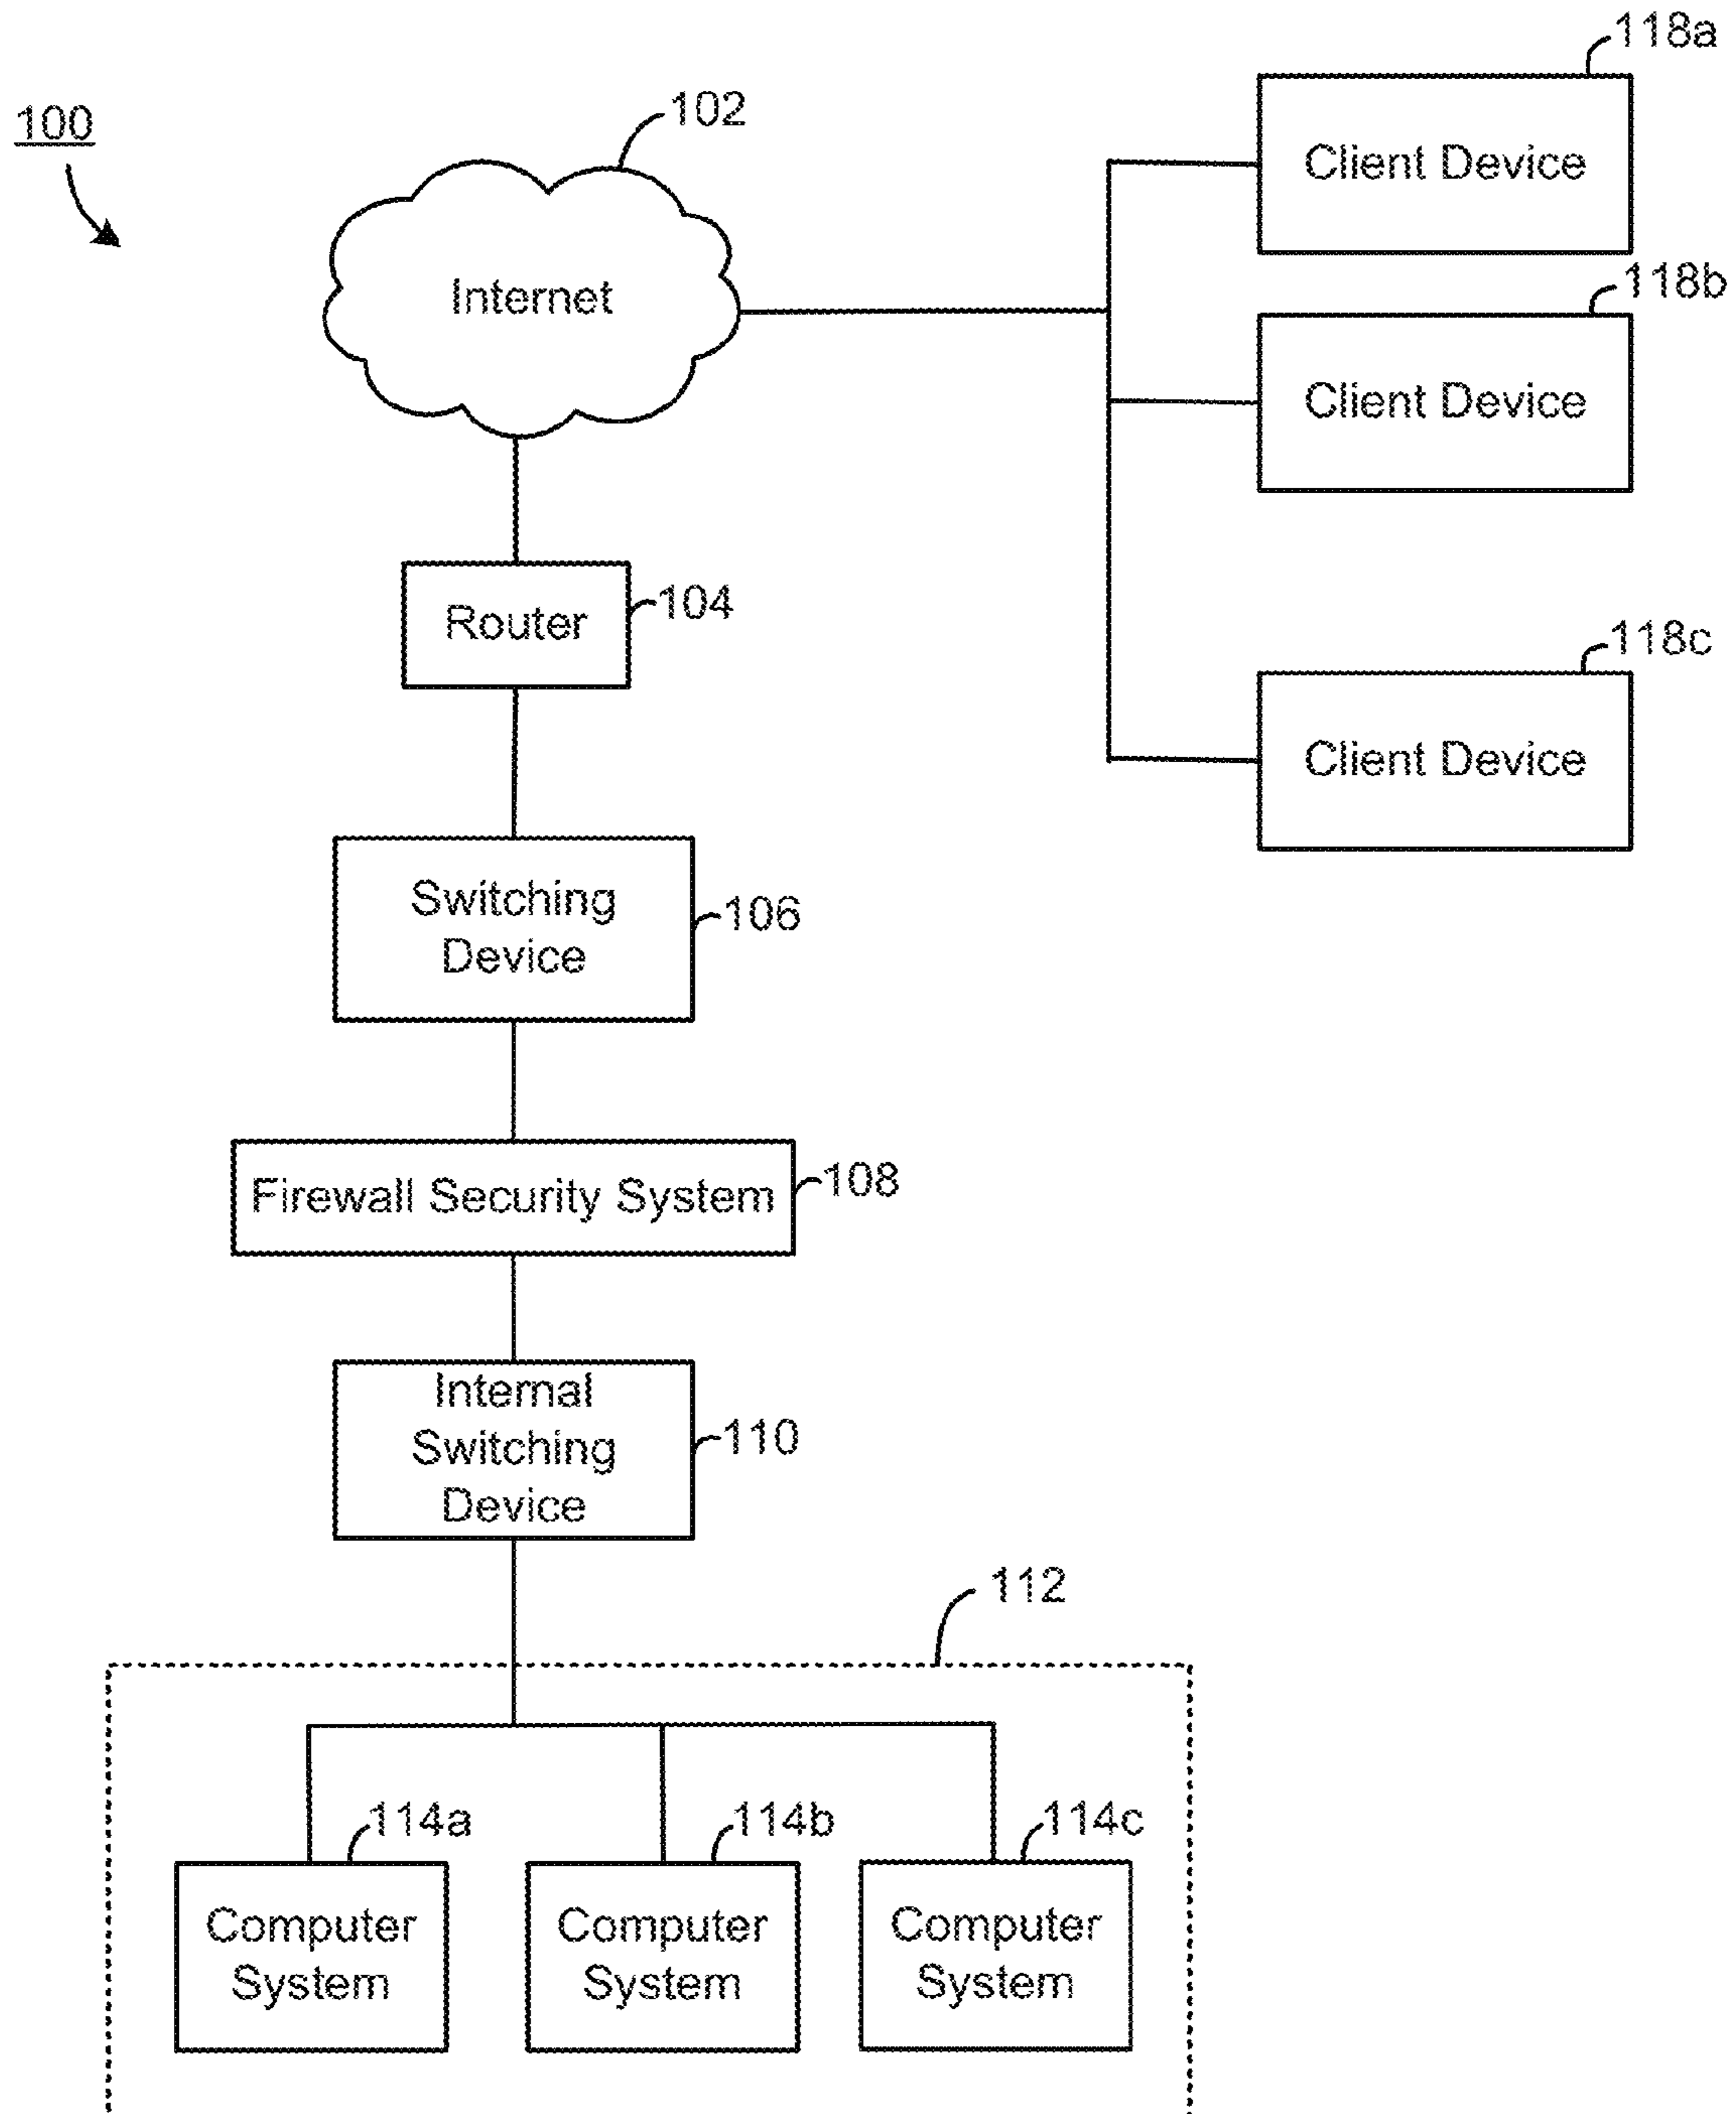 118a
100
102
Client Device
Internet
118b
Client Device
Router
104
118c
Client Device
Switching
Device
106
Firewall Security System
108
Internal
Switching
Device
110
112
114a
114b
114c
Computer
System
Computer
System
Computer
System